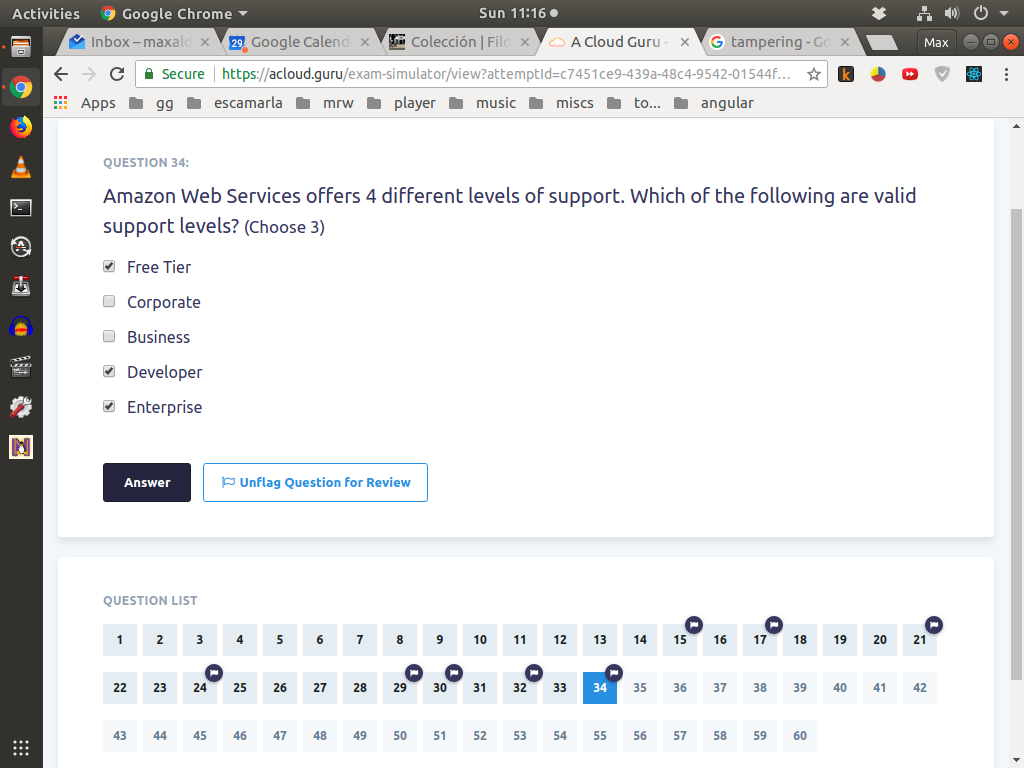 Activities Google Chrome Sun 11:16
Inbox – maxald 29 Google Calend Colección | Filo A Cloud Guru - G tampering - Go Max
Secure https://acloud.guru/exam-simulator/view?attemptId=c7451ce9-439a-48c4-9542-01544f... k
Apps gg escamarla mrw player music miscs to... angular
QUESTION 34:
Amazon Web Services offers 4 different levels of support. Which of the following are valid
support levels? (Choose 3)
Free Tier
Corporate
Business
Developer
Enterprise
Answer Unflag Question for Review
QUESTION LIST
1 2 3 4 5 6 7 8 9 10 11 12 13 14 15 16 17 18 19 20 21
22 23 24 25 26 27 28 29 30 31 32 33 34 35 36 37 38 39 40 41 42
43 44 45 46 47 48 49 50 51 52 53 54 55 56 57 58 59 60